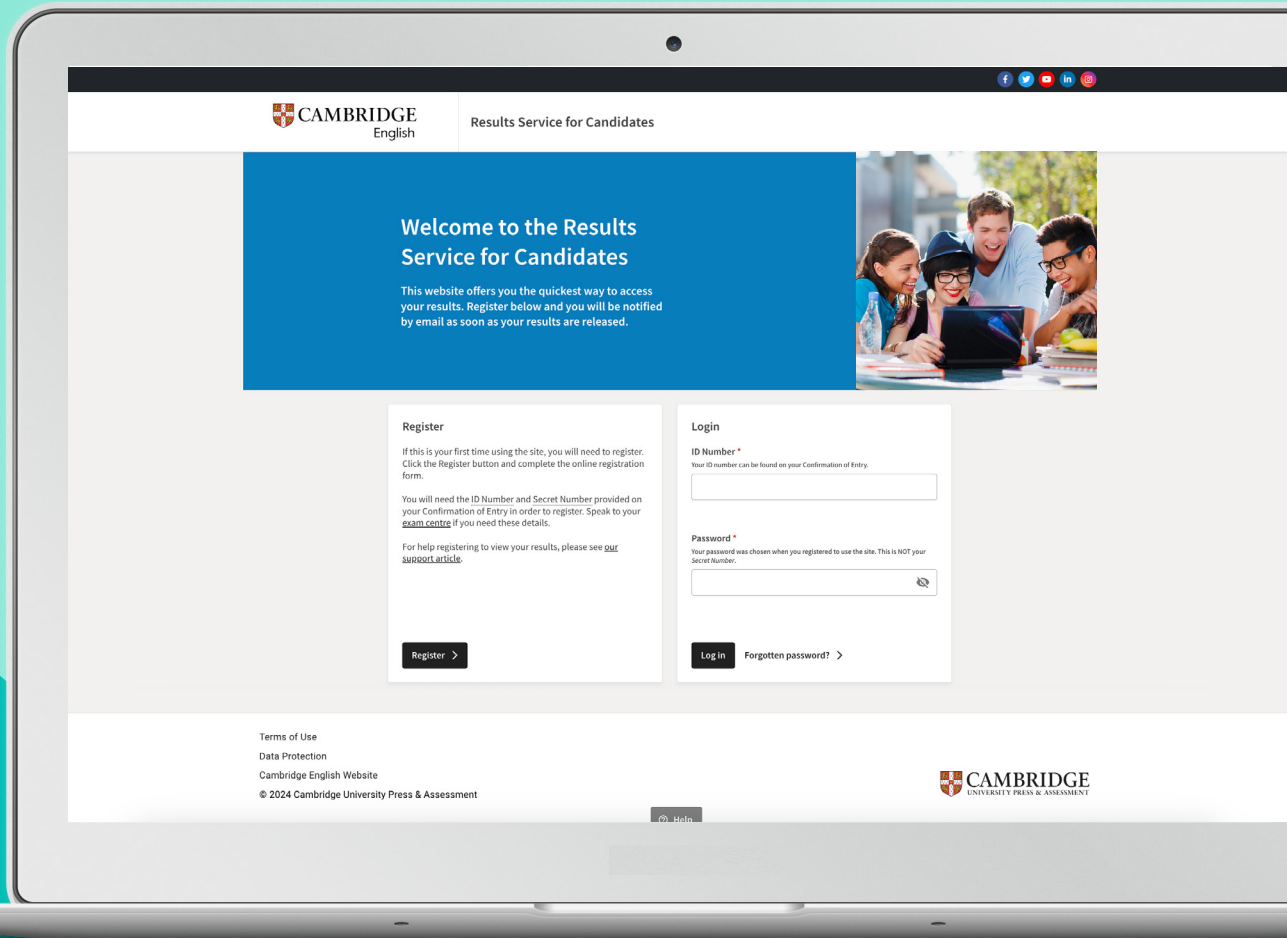 CAMBRIDGE
English
Results Service for Candidates
Welcome to the Results
Service for Candidates
This website offers you the quickest way to access
your results. Register below and you will be notified
by email as soon as your results are released.
Register
If this is your first time using the site, you will need to register.
Click the Register button and complete the online registration
form.
You will need the ID Number and Secret Number provided on
your Confirmation of Entry in order to register. Speak to your
exam centre if you need these details.
For help registering to view your results, please see our
support article.
Register
Login
ID Number *
Your ID number can be found on your Confirmation of Entry.
Password *
Your password was chosen when you registered to use the site. This is NOT your
Secret Number.
Log in Forgotten password?
Terms of Use
Data Protection
Cambridge English Website
© 2024 Cambridge University Press & Assessment
CAMBRIDGE
UNIVERSITY PRESS & ASSESSMENT
Help